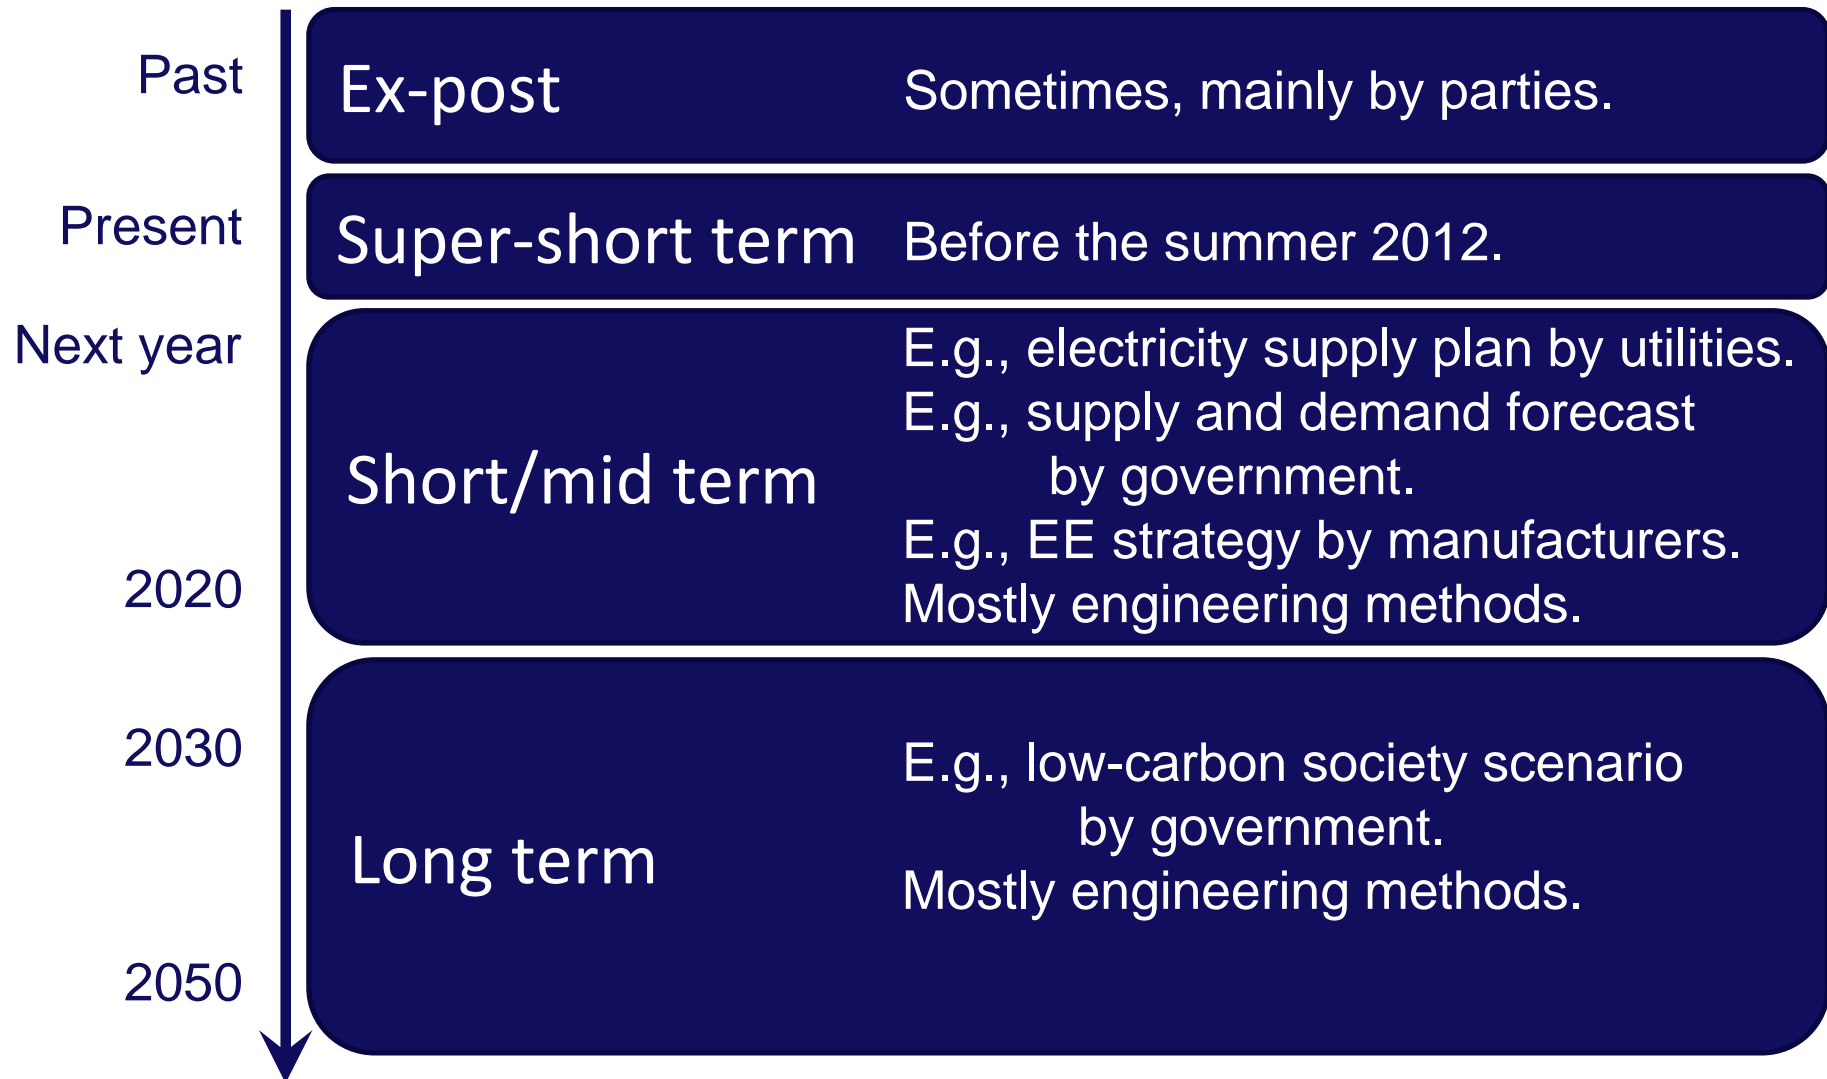 Past
Ex-post
Sometimes, mainly by parties.
Present
Super-short term
Before the summer 2012.
Next year
Short/mid term
E.g., electricity supply plan by utilities.
E.g., supply and demand forecast
by government.
E.g., EE strategy by manufacturers.
Mostly engineering methods.
2020
2030
Long term
E.g., low-carbon society scenario
by government.
Mostly engineering methods.
2050